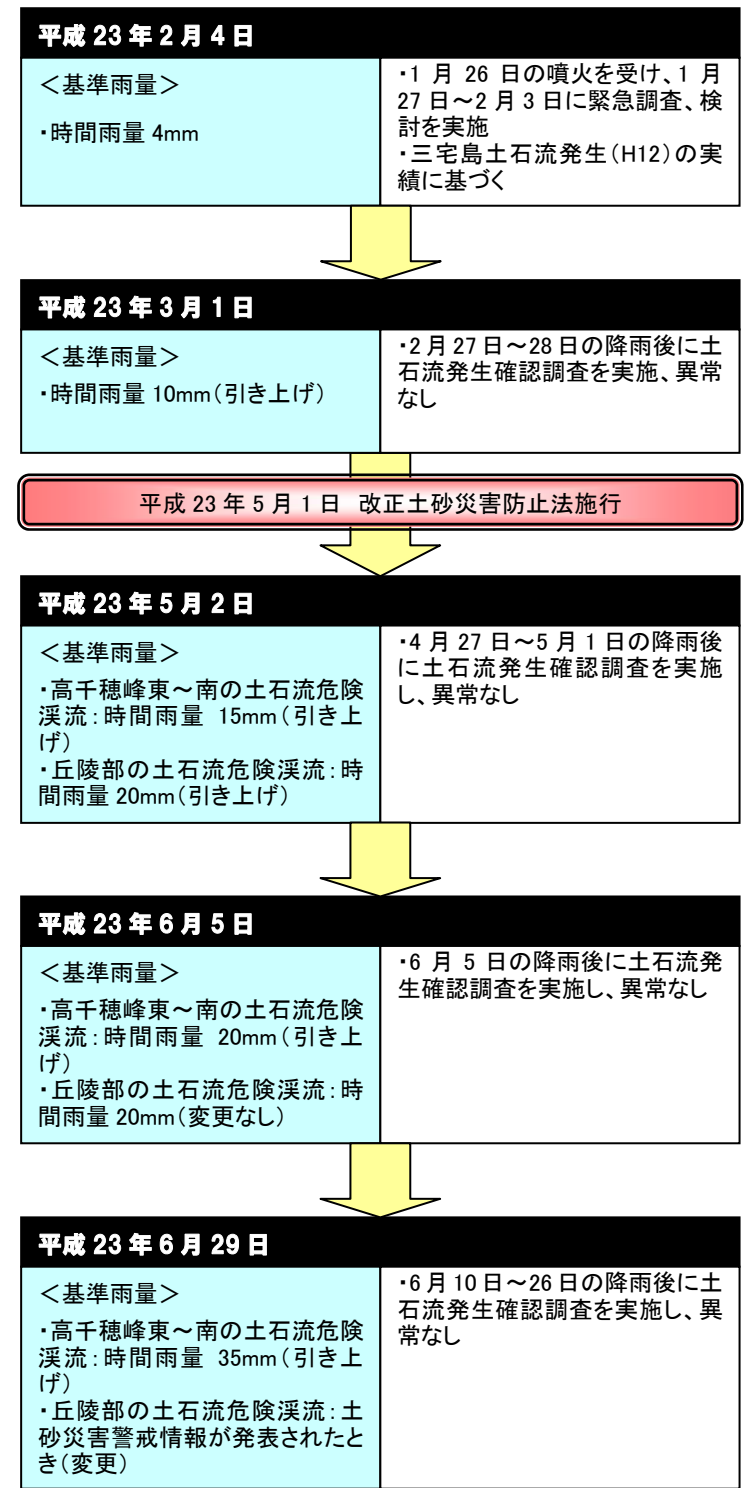 平成 23 年 2 月 4 日
＜基準雨量＞
・時間雨量 4mm
・1 月 26 日の噴火を受け、1 月
27 日～2 月 3 日に緊急調査、検
討を実施
・三宅島土石流発生（H12）の実
績に基づく
平成 23 年 3 月 1 日
＜基準雨量＞
・時間雨量 10mm（引き上げ）
・2 月 27 日～28 日の降雨後に土
石流発生確認調査を実施、異常
なし
平成 23 年 5 月 1 日 改正土砂災害防止法施行
平成 23 年 5 月 2 日
＜基準雨量＞
・高千穂峰東～南の土石流危険
渓流：時間雨量 15mm（引き上
げ）
・丘陵部の土石流危険渓流：時
間雨量 20mm（引き上げ）
・4 月 27 日～5 月 1 日の降雨後
に土石流発生確認調査を実施
し、異常なし
平成 23 年 6 月 5 日
＜基準雨量＞
・高千穂峰東～南の土石流危険
渓流：時間雨量 20mm（引き上
げ）
・丘陵部の土石流危険渓流：時
間雨量 20mm（変更なし）
・6 月 5 日の降雨後に土石流発
生確認調査を実施し、異常なし
平成 23 年 6 月 29 日
＜基準雨量＞
・高千穂峰東～南の土石流危険
渓流：時間雨量 35mm（引き上
げ）
・丘陵部の土石流危険渓流：土
砂災害警戒情報が発表されたと
き（変更）
・6 月 10 日～26 日の降雨後に土
石流発生確認調査を実施し、異
常なし